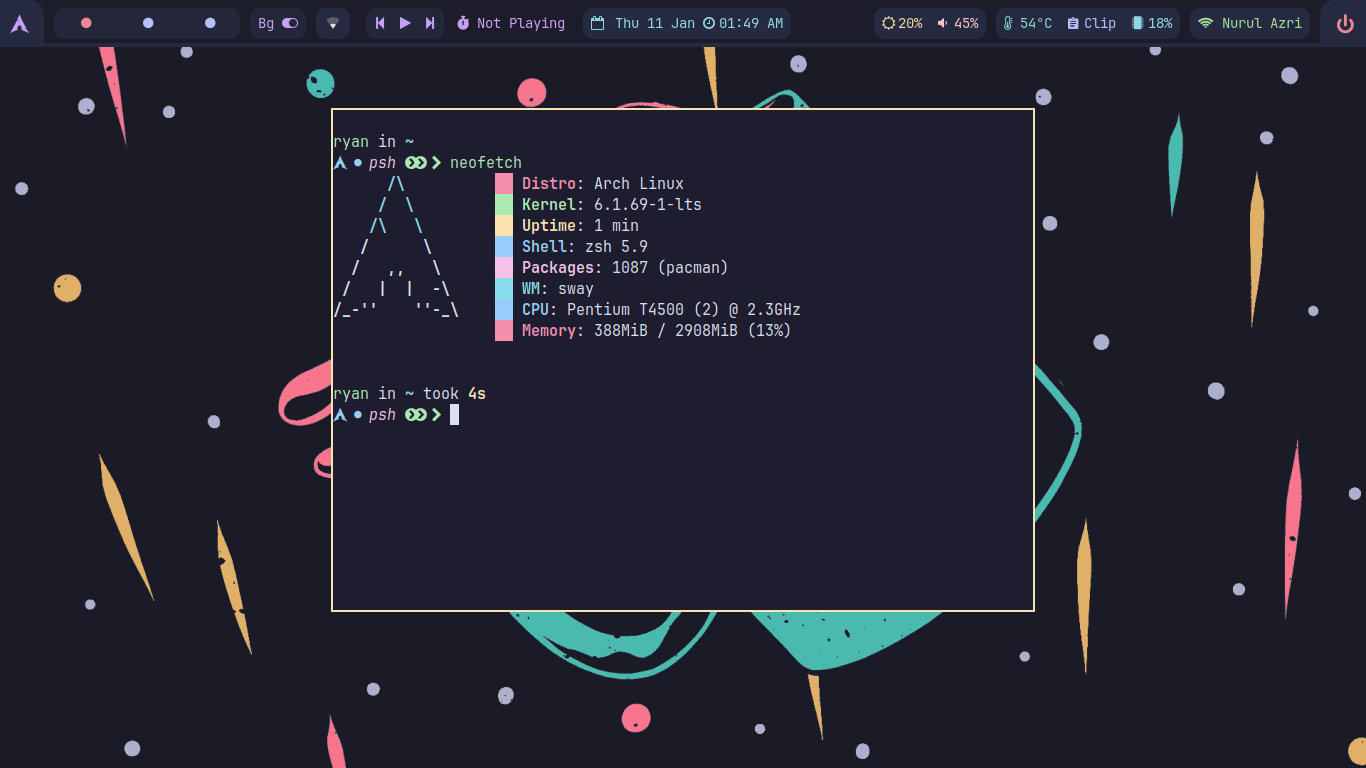 Bg Not Playing Thu 11 Jan 01:49 AM 20% 45% 54°C Clip 18% Nurul Azri
ryan in ~
psh neofetch
/\ Distro: Arch Linux
/ \ Kernel: 6.1.69-1-lts
/\ \ Uptime: 1 min
/ \ Shell: zsh 5.9
/ ,, \ Packages: 1087 (pacman)
/ | | -\ WM: sway
/_-'' ''-_\ CPU: Pentium T4500 (2) @ 2.3GHz
Memory: 388MiB / 2908MiB (13%)
ryan in ~ took 4s
psh